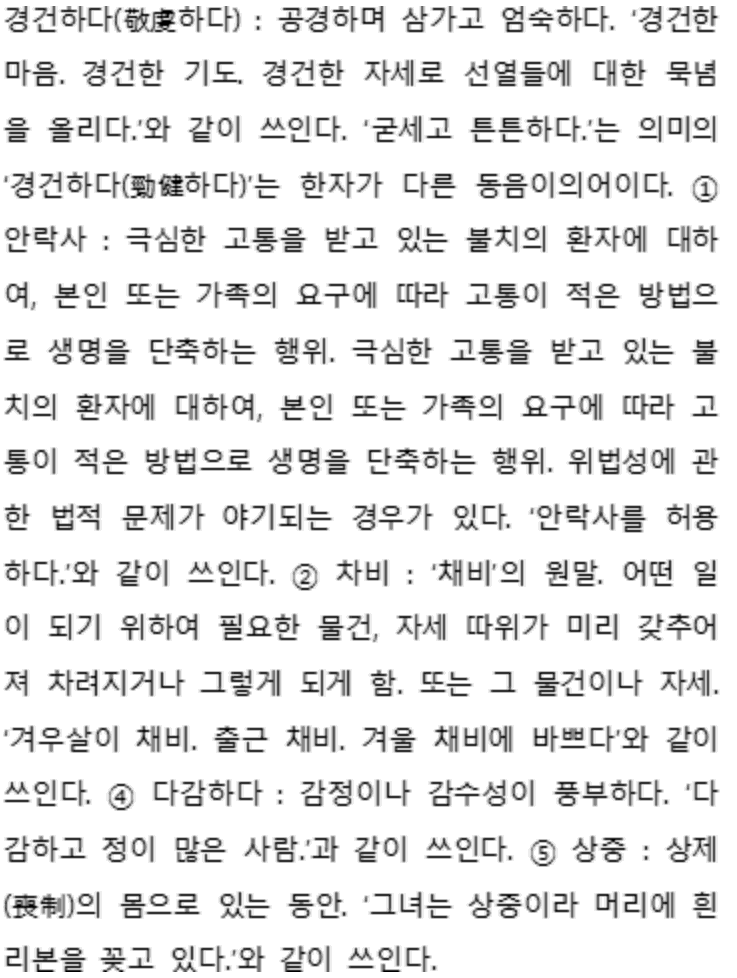 경건하다(敬虔하다) : 공경하며 삼가고 엄숙하다. '경건한
마음. 경건한 기도. 경건한 자세로 선열들에 대한 묵념
을 올리다.'와 같이 쓰인다. '굳세고 튼튼하다.'는 의미의
'경건하다(勁健하다)'는 한자가 다른 동음이의어이다. ①
안락사 : 극심한 고통을 받고 있는 불치의 환자에 대하
여, 본인 또는 가족의 요구에 따라 고통이 적은 방법으
로 생명을 단축하는 행위. 극심한 고통을 받고 있는 불
치의 환자에 대하여, 본인 또는 가족의 요구에 따라 고
통이 적은 방법으로 생명을 단축하는 행위. 위법성에 관
한 법적 문제가 야기되는 경우가 있다. '안락사를 허용
하다.'와 같이 쓰인다. ② 차비 : '채비'의 원말. 어떤 일
이 되기 위하여 필요한 물건, 자세 따위가 미리 갖추어
져 차려지거나 그렇게 되게 함. 또는 그 물건이나 자세.
'겨우살이 채비. 출근 채비. 겨울 채비에 바쁘다'와 같이
쓰인다. ④ 다감하다 : 감정이나 감수성이 풍부하다. '다
감하고 정이 많은 사람.'과 같이 쓰인다. ⑤ 상중 : 상제
(喪制)의 몸으로 있는 동안. '그녀는 상중이라 머리에 흰
리본을 꽂고 있다.'와 같이 쓰인다.